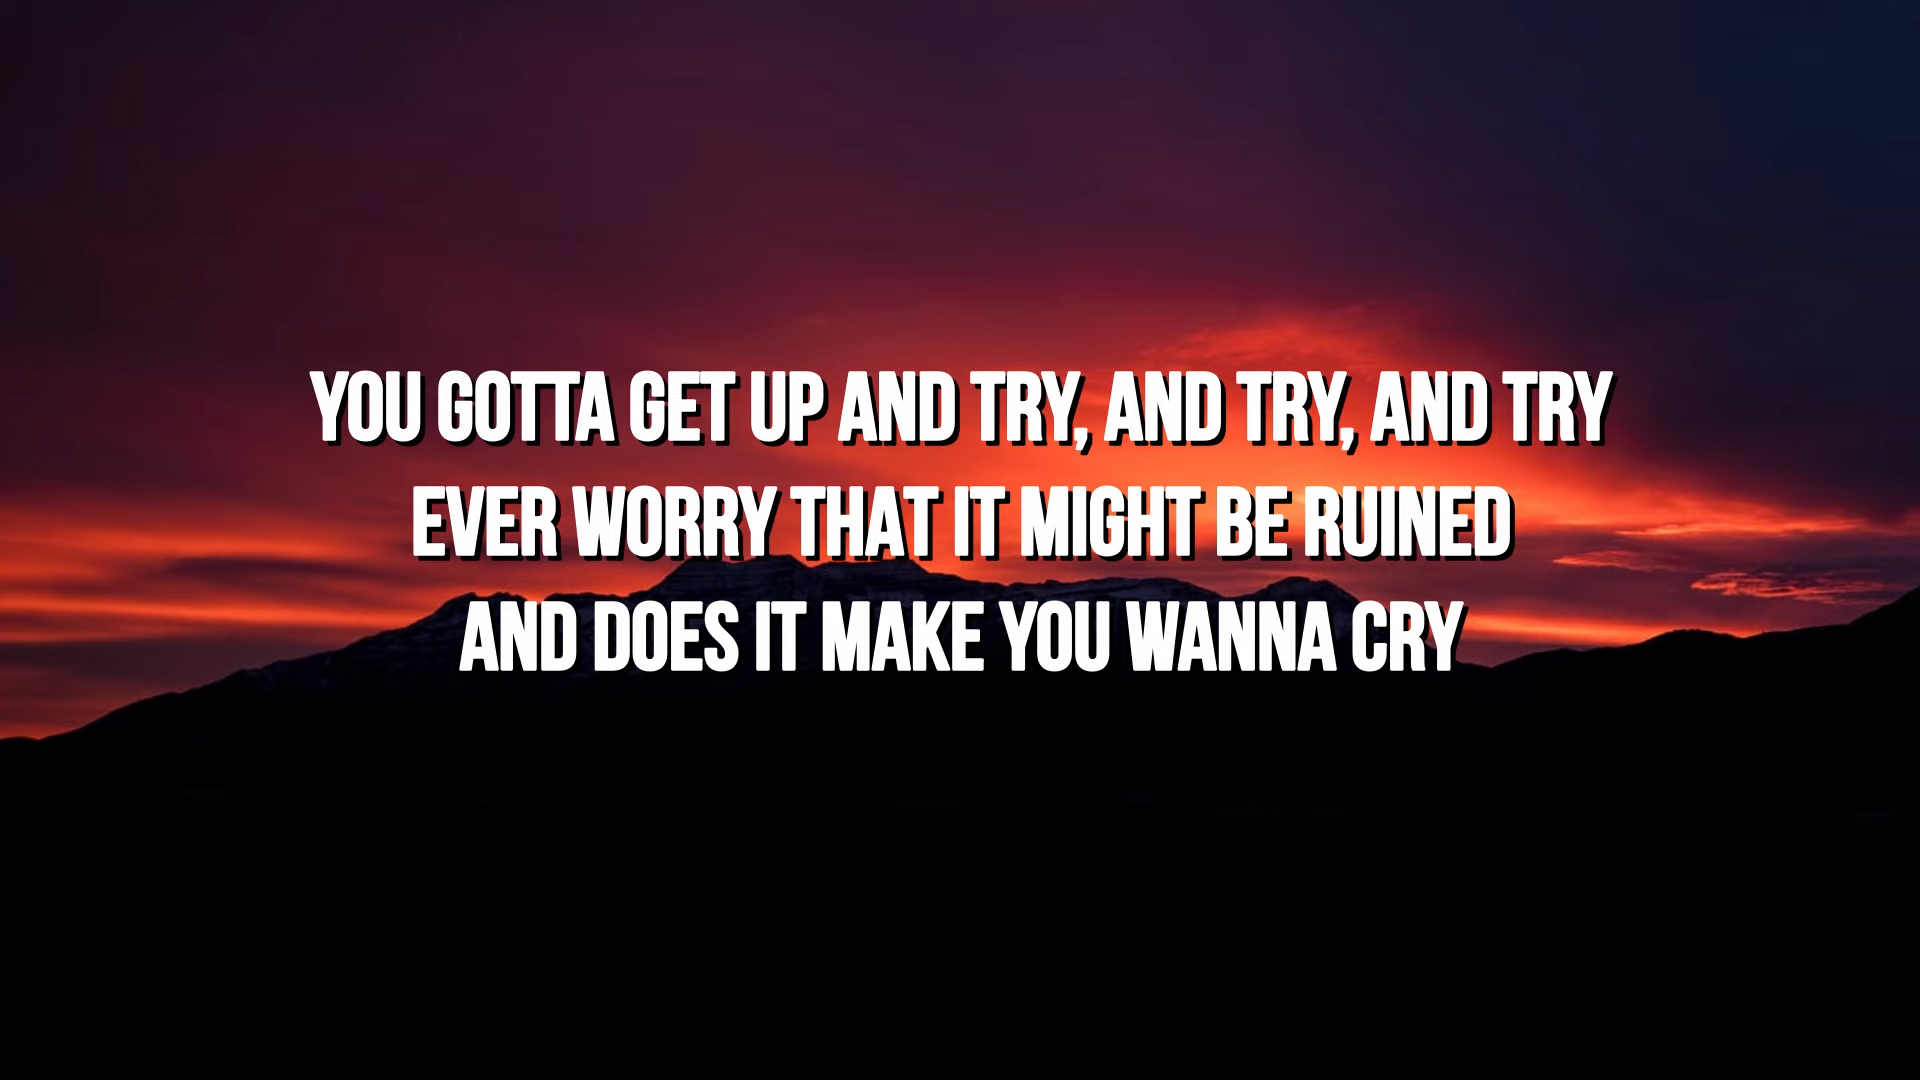 YOU GOTTA GET UP AND TRY, AND TRY, AND TRY
EVER WORRY THAT IT MIGHT BE RUINED
AND DOES IT MAKE YOU WANNA CRY